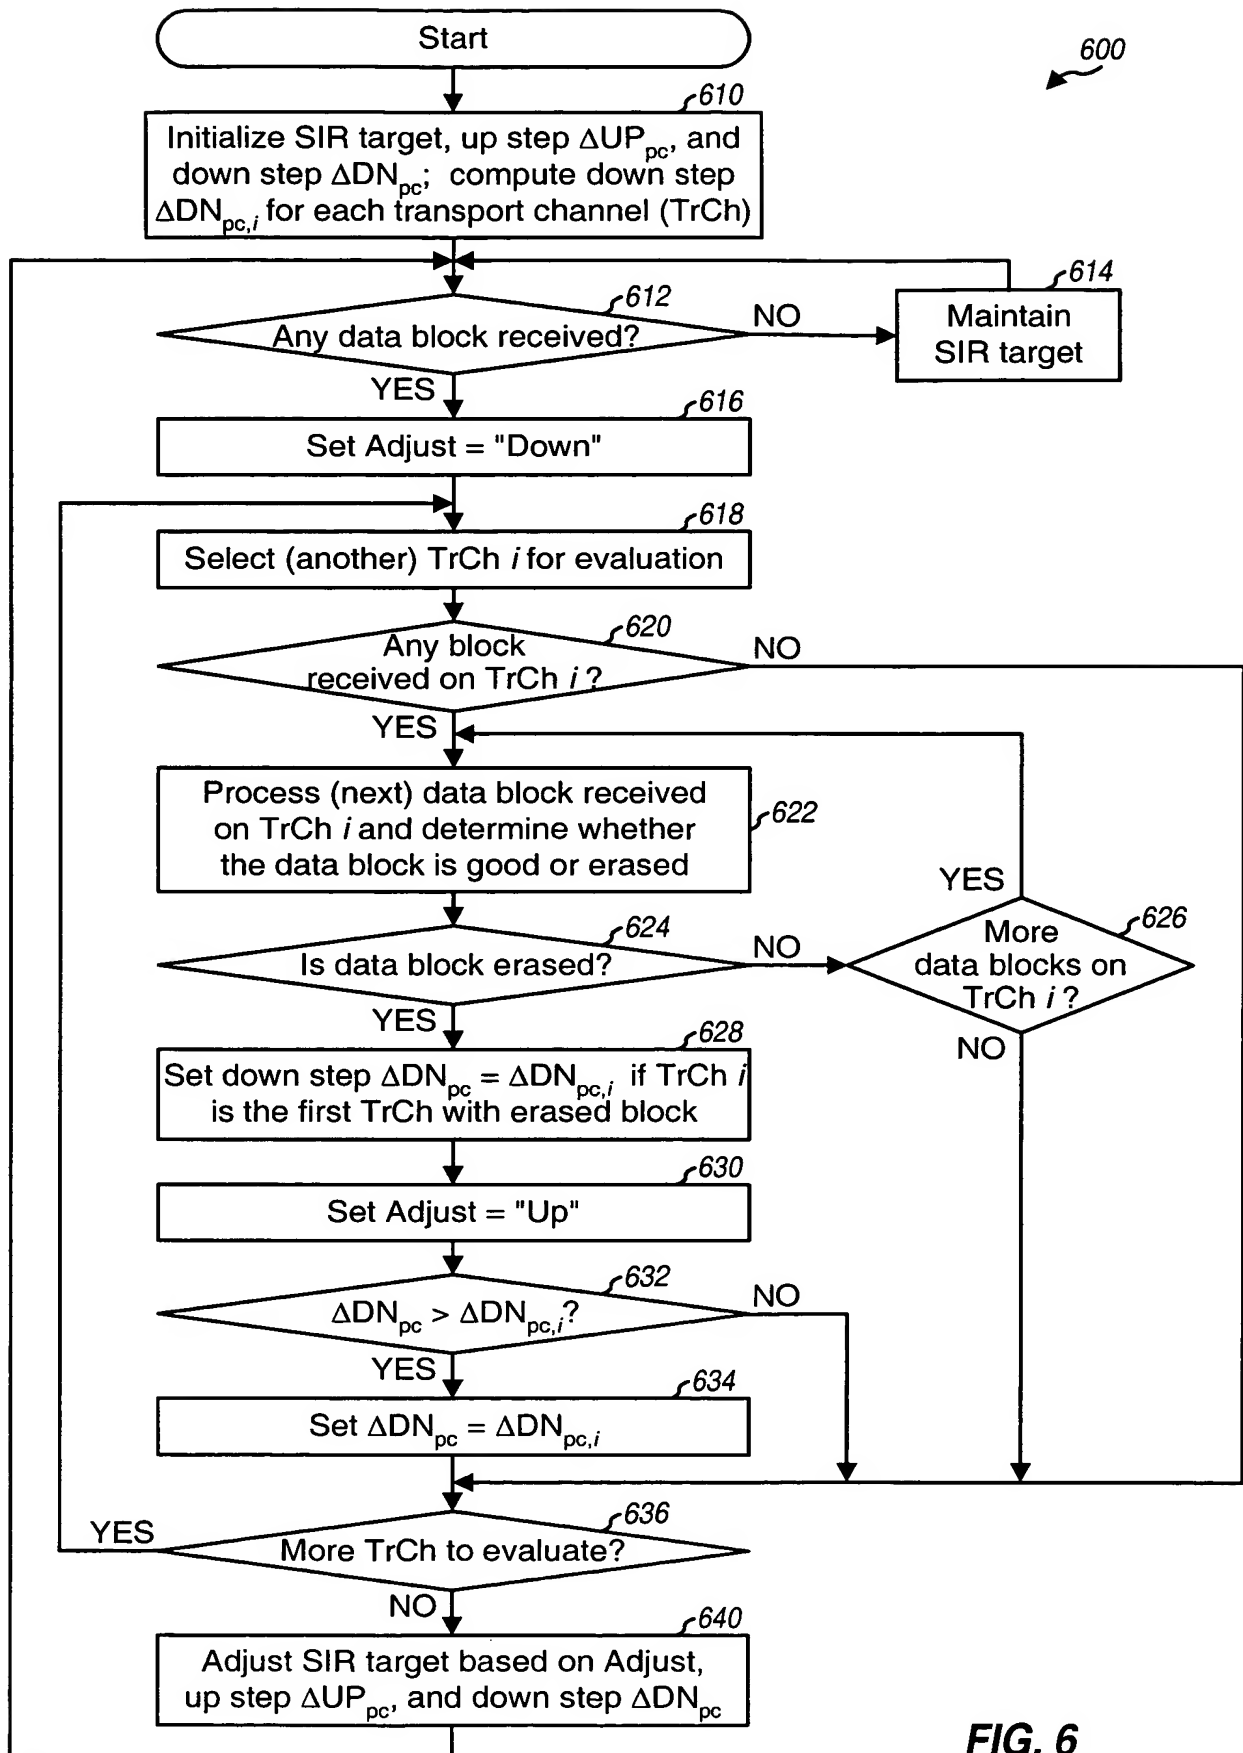 Start
600
610
Initialize SIR target, up step ΔUPpc, and
down step ΔDNpc; compute down step
ΔDNpc,i for each transport channel (TrCh)
612
Any data block received?
NO
614
Maintain
SIR target
YES
616
Set Adjust = "Down"
618
Select (another) TrCh i for evaluation
620
Any block
received on TrCh i?
NO
YES
Process (next) data block received
on TrCh i and determine whether
the data block is good or erased
622
YES
624
Is data block erased?
NO
626
More
data blocks on
TrCh i?
YES
NO
628
Set down step ΔDNpc = ΔDNpc,i if TrCh i
is the first TrCh with erased block
630
Set Adjust = "Up"
632
ΔDNpc > ΔDNpc,i?
NO
YES
634
Set ΔDNpc = ΔDNpc,i
636
More TrCh to evaluate?
YES
NO
640
Adjust SIR target based on Adjust,
up step ΔUPpc, and down step ΔDNpc
FIG. 6